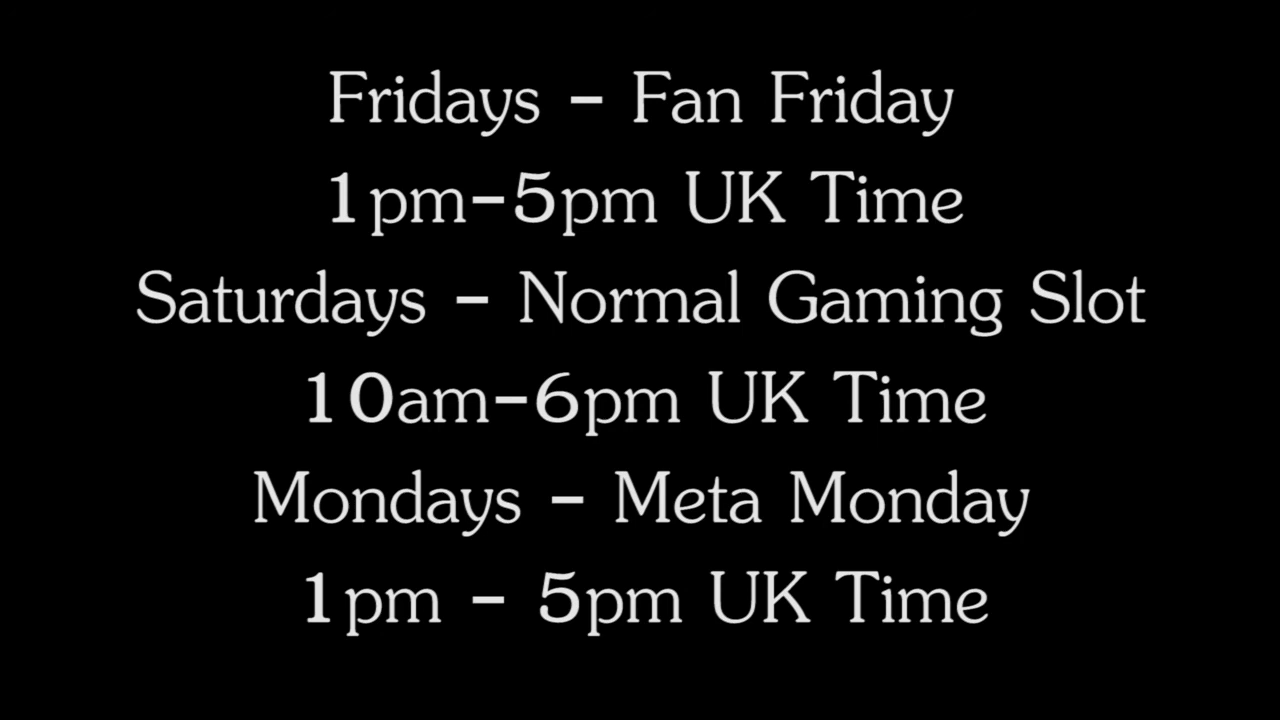 Fridays - Fan Friday
1pm-5pm UK Time
Saturdays - Normal Gaming Slot
10am-6pm UK Time
Mondays - Meta Monday
1pm - 5pm UK Time